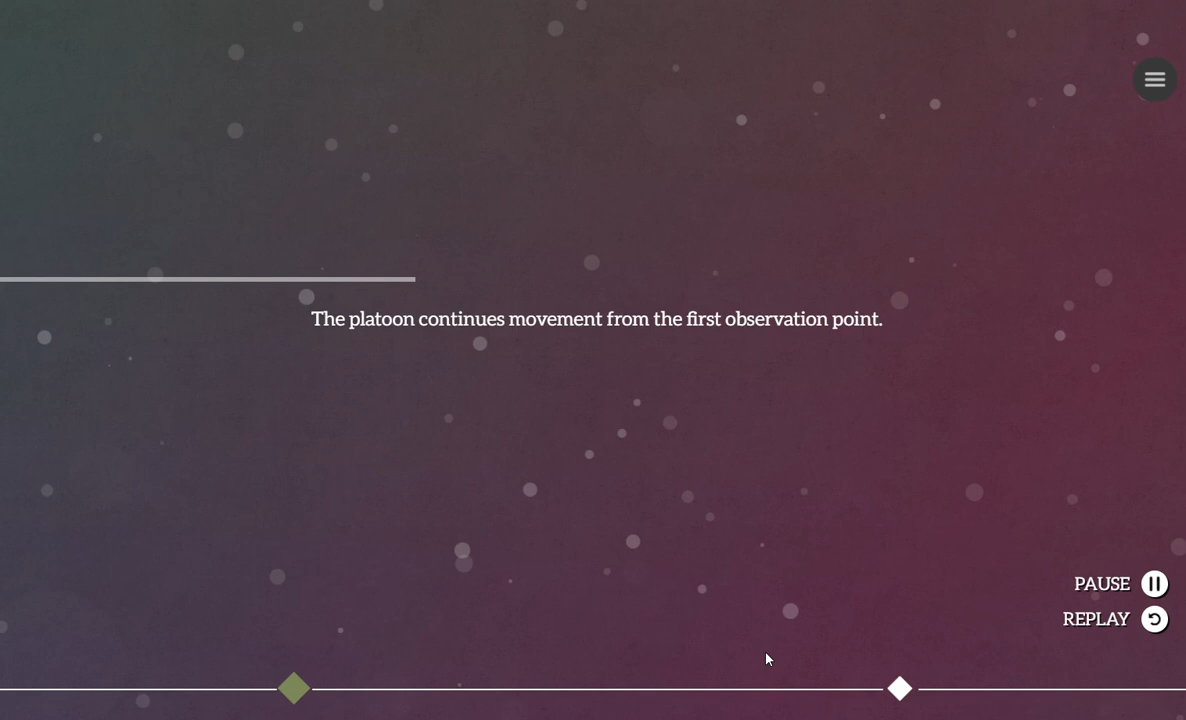 The platoon continues movement from the first observation point.
PAUSE
REPLAY